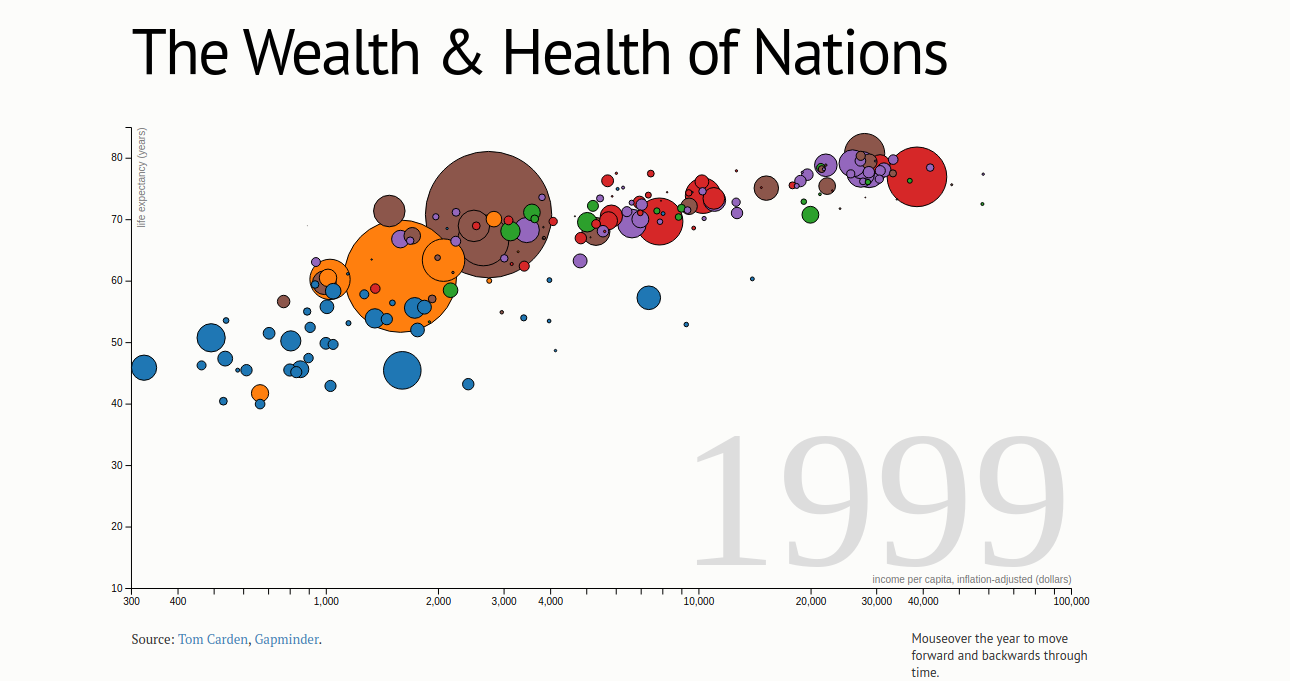 The Wealth & Health of Nations
life expectancy (years)
80
70
60
50
40
30
20
10
1999
income per capita, inflation-adjusted (dollars)
300 400 1,000 2,000 3,000 4,000 10,000 20,000 30,000 40,000 100,000
Source: Tom Carden, Gapminder.
Mouseover the year to move
forward and backwards through
time.